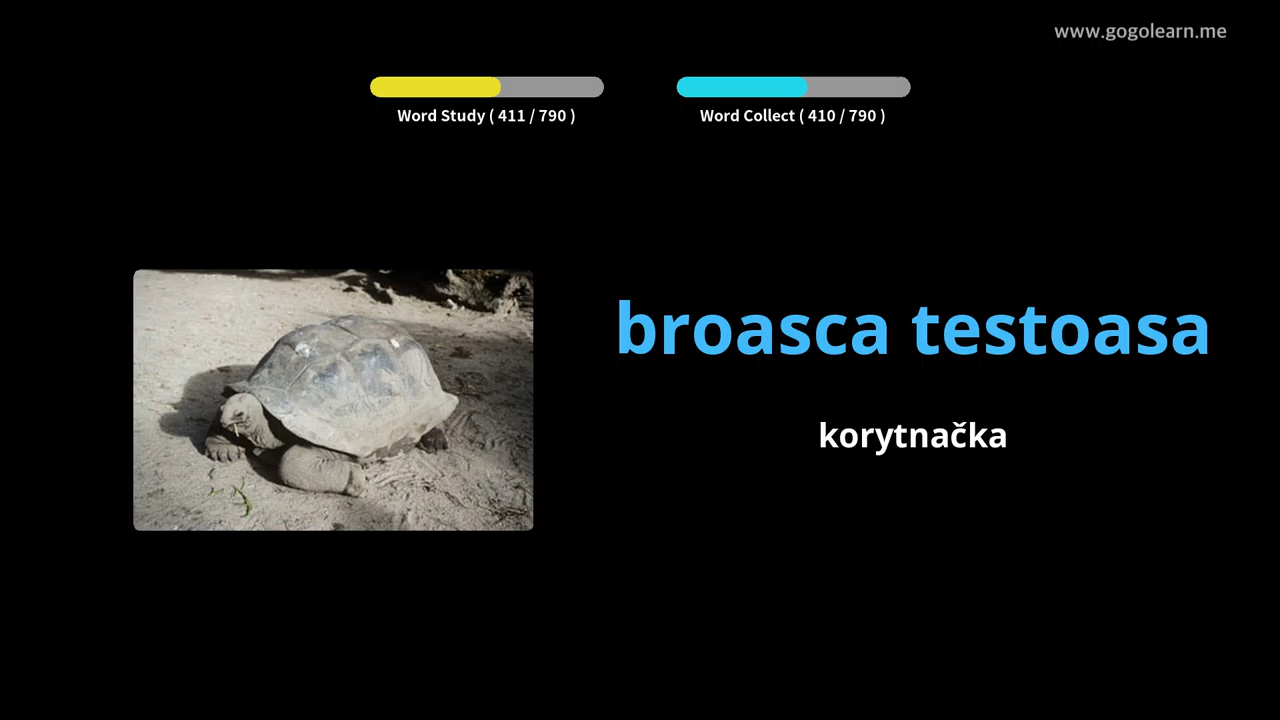 www.gogolearn.me
Word Study ( 411 / 790 )
Word Collect ( 410 / 790 )
broasca testoasa
korytnačka